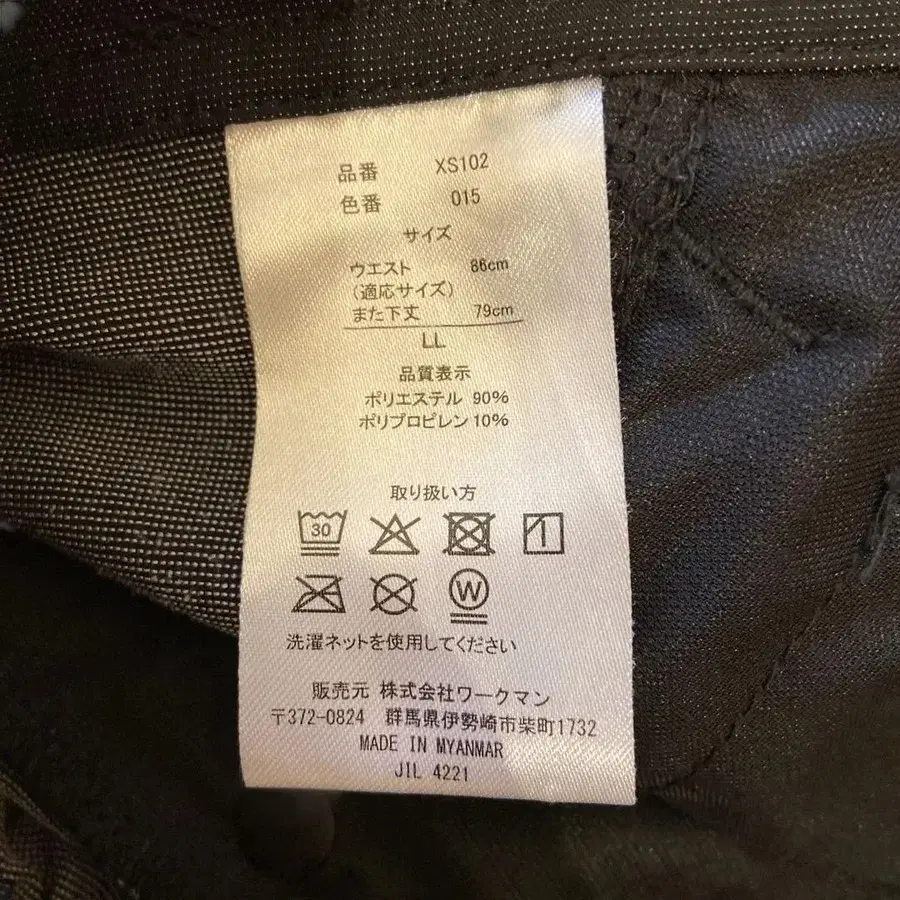 品番 XS102
色番 015
サイズ
ウエスト 86cm
(適応サイズ)
また下丈 79cm
LL
品質表示
ポリエステル 90%
ポリプロピレン 10%
取り扱い方
30
W
洗濯ネットを使用してください
販売元 株式会社ワークマン
〒372-0824 群馬県伊勢崎市柴町1732
MADE IN MYANMAR
JIL 4221